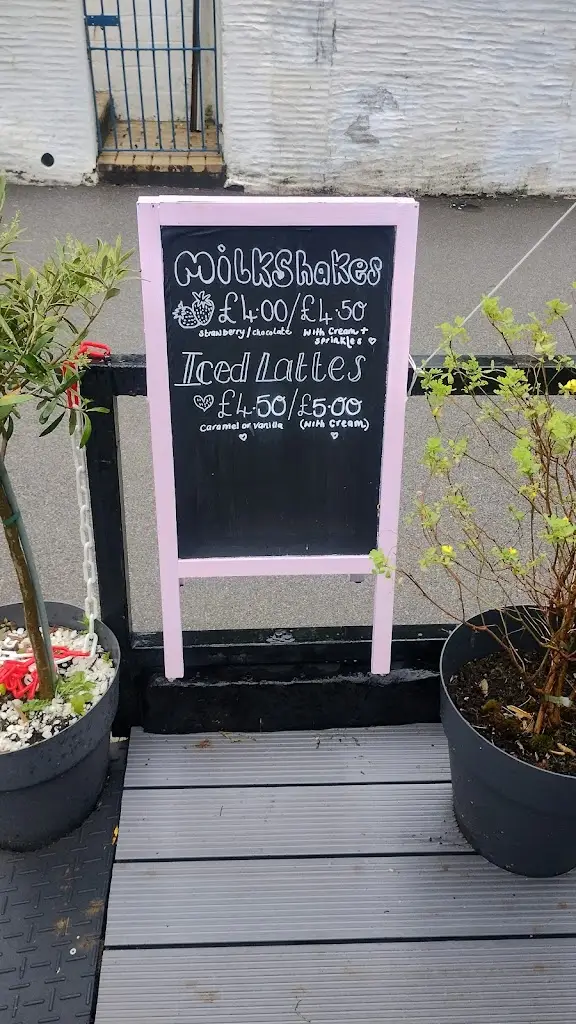 Milkshakes
£4.00/£4.50
Strawberry/chocolate With Cream + sprinkles
Iced Lattes
£4.50/£5.00
Caramel or Vanilla (With Cream)